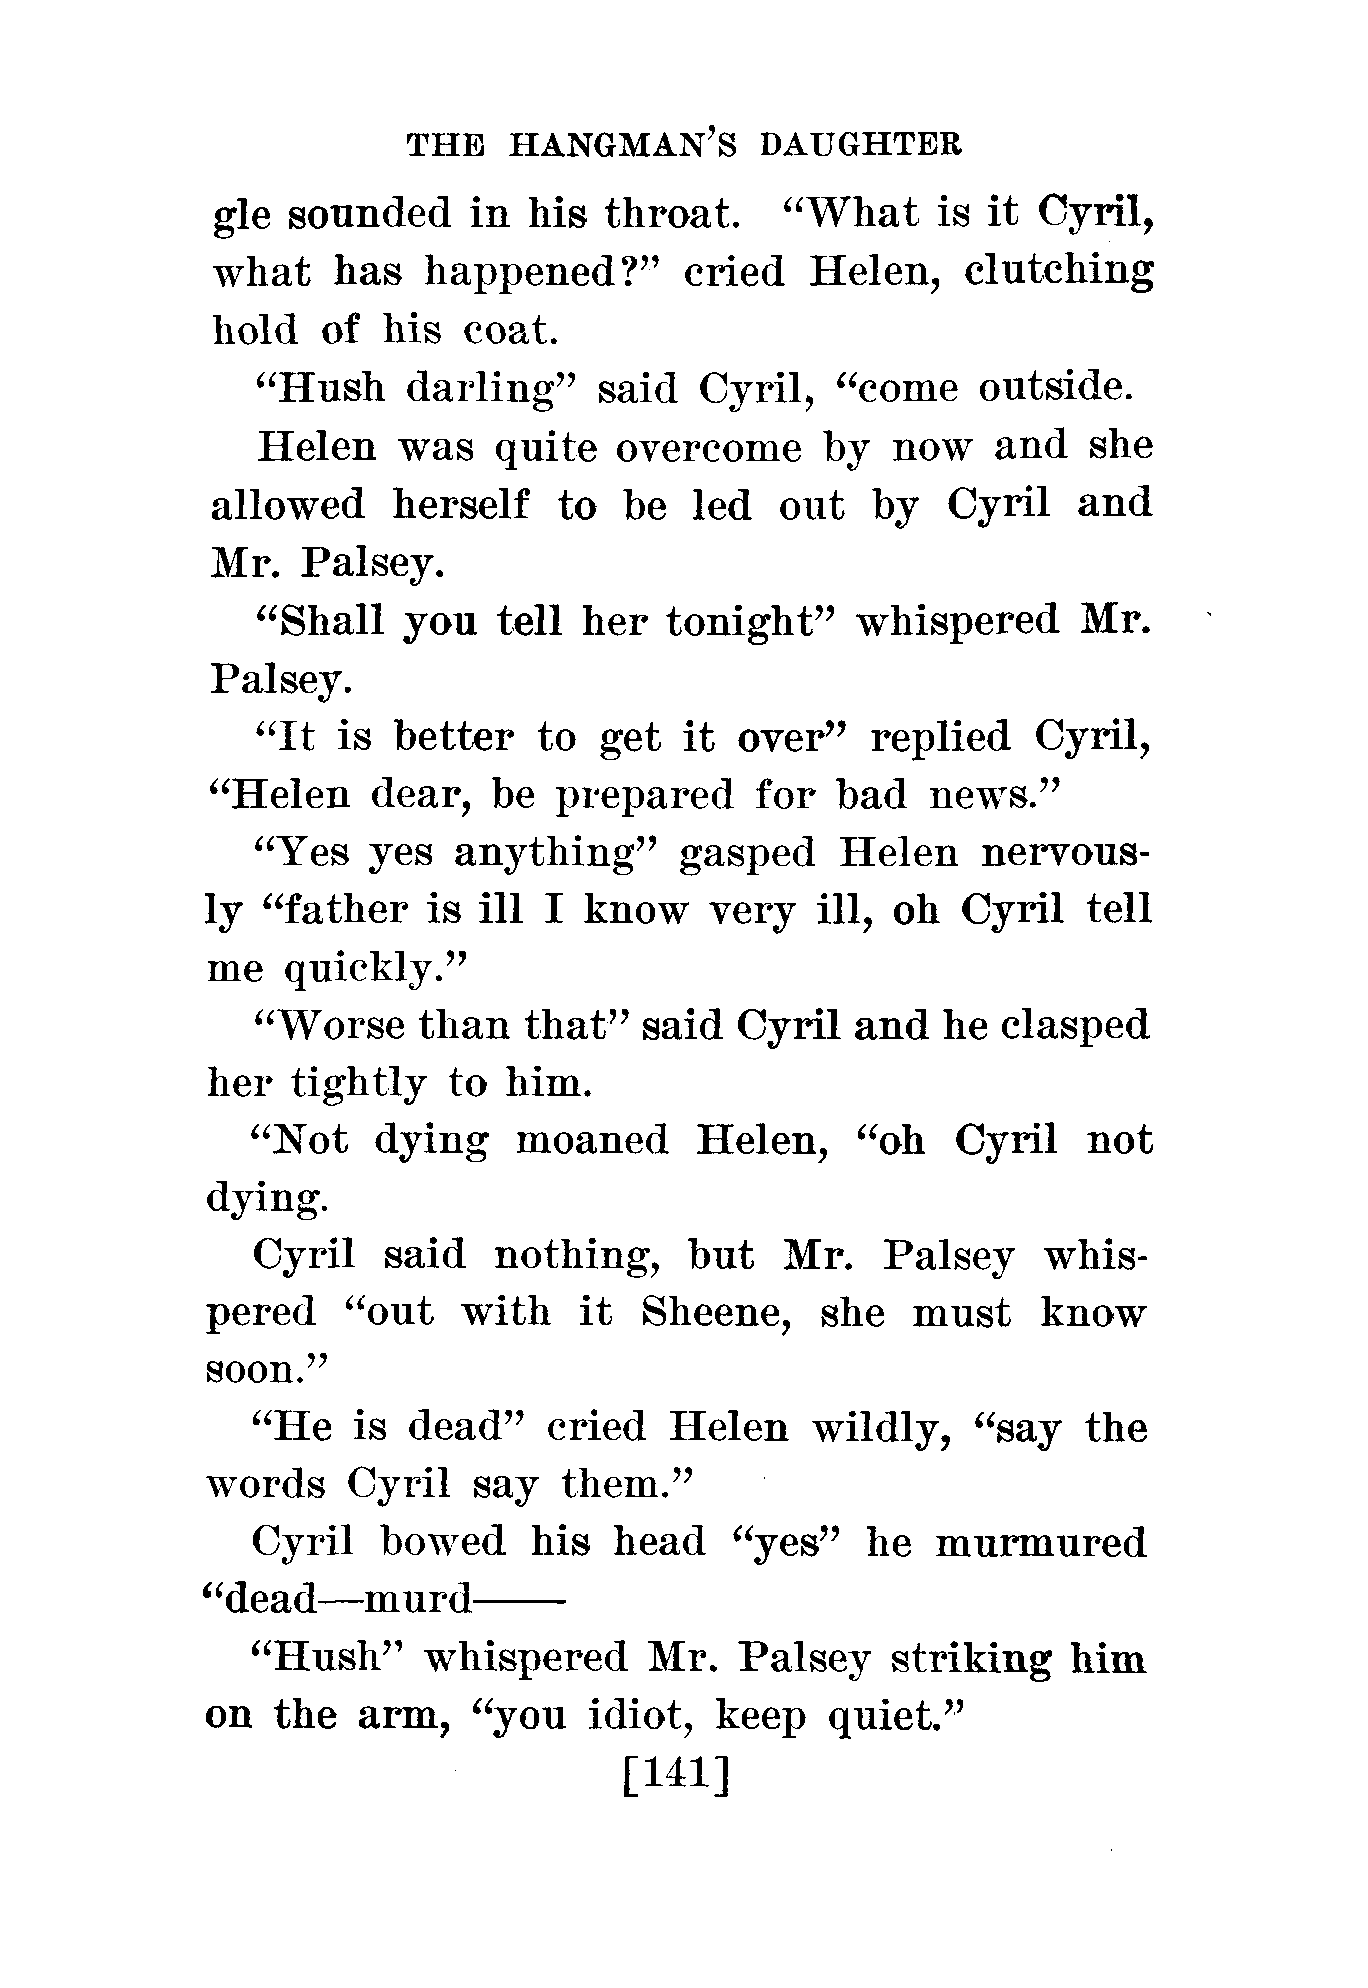 THE HANGMAN'S DAUGHTER
gle sounded in his throat. “What is it Cyril,
what has happened?” cried Helen, clutching
hold of his coat.
“Hush darling” said Cyril, “come outside.
Helen was quite overcome by now and she
allowed herself to be led out by Cyril and
Mr. Palsey.
“Shall you tell her tonight” whispered Mr.
Palsey.
“It is better to get it over” replied Cyril,
“Helen dear, be prepared for bad news.”
“Yes yes anything” gasped Helen nervous-
ly “father is ill I know very ill, oh Cyril tell
me quickly.”
“Worse than that” said Cyril and he clasped
her tightly to him.
“Not dying moaned Helen, “oh Cyril not
dying.
Cyril said nothing, but Mr. Palsey whis-
pered “out with it Sheene, she must know
soon.”
“He is dead” cried Helen wildly, “say the
words Cyril say them.”
Cyril bowed his head “yes” he murmured
“dead—murd——
“Hush” whispered Mr. Palsey striking him
on the arm, “you idiot, keep quiet.”
[141]